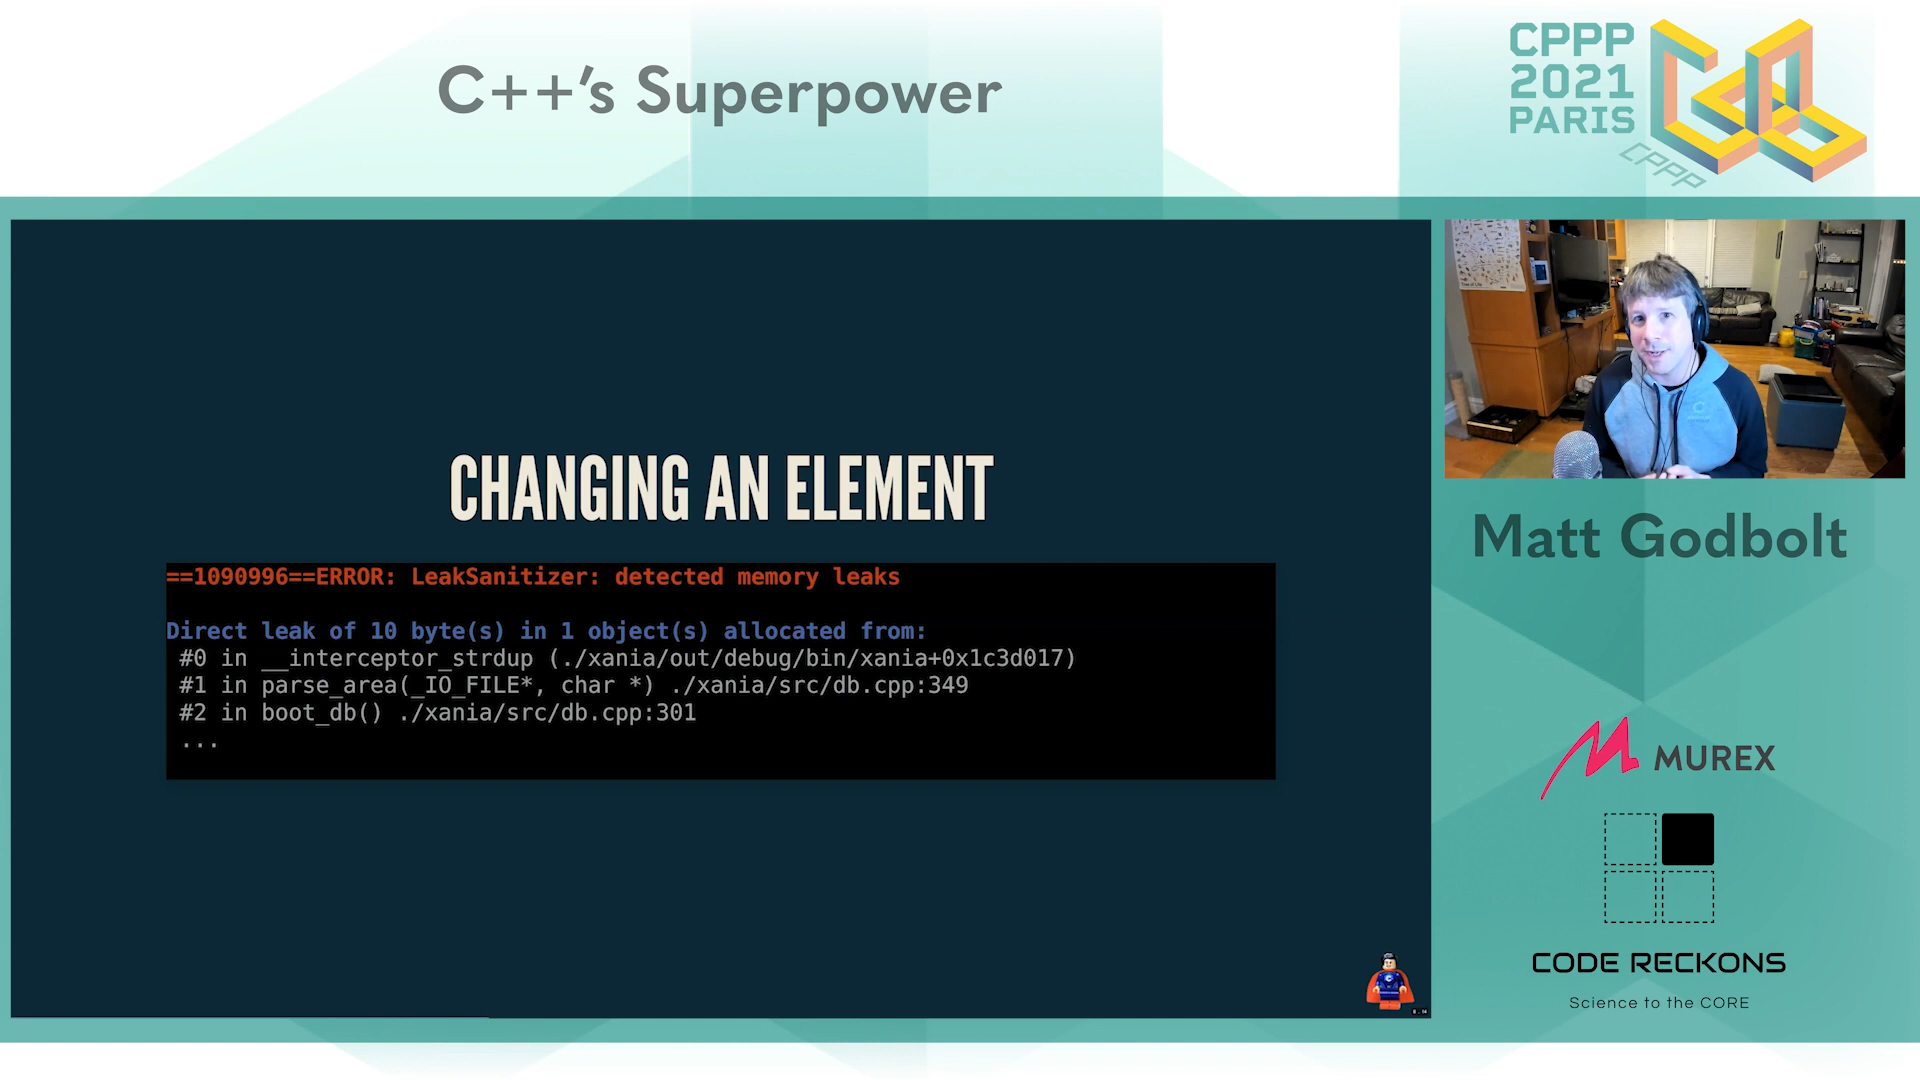 C++’s Superpower
CPPP
2021
PARIS
CPPP
CHANGING AN ELEMENT
==1090996==ERROR: LeakSanitizer: detected memory leaks
Direct leak of 10 byte(s) in 1 object(s) allocated from:
#0 in __interceptor_strdup (./xania/out/debug/bin/xania+0x1c3d017)
#1 in parse_area(_IO_FILE*, char *) ./xania/src/db.cpp:349
#2 in boot_db() ./xania/src/db.cpp:301
...
Matt Godbolt
MUREX
CODE RECKONS
Science to the CORE